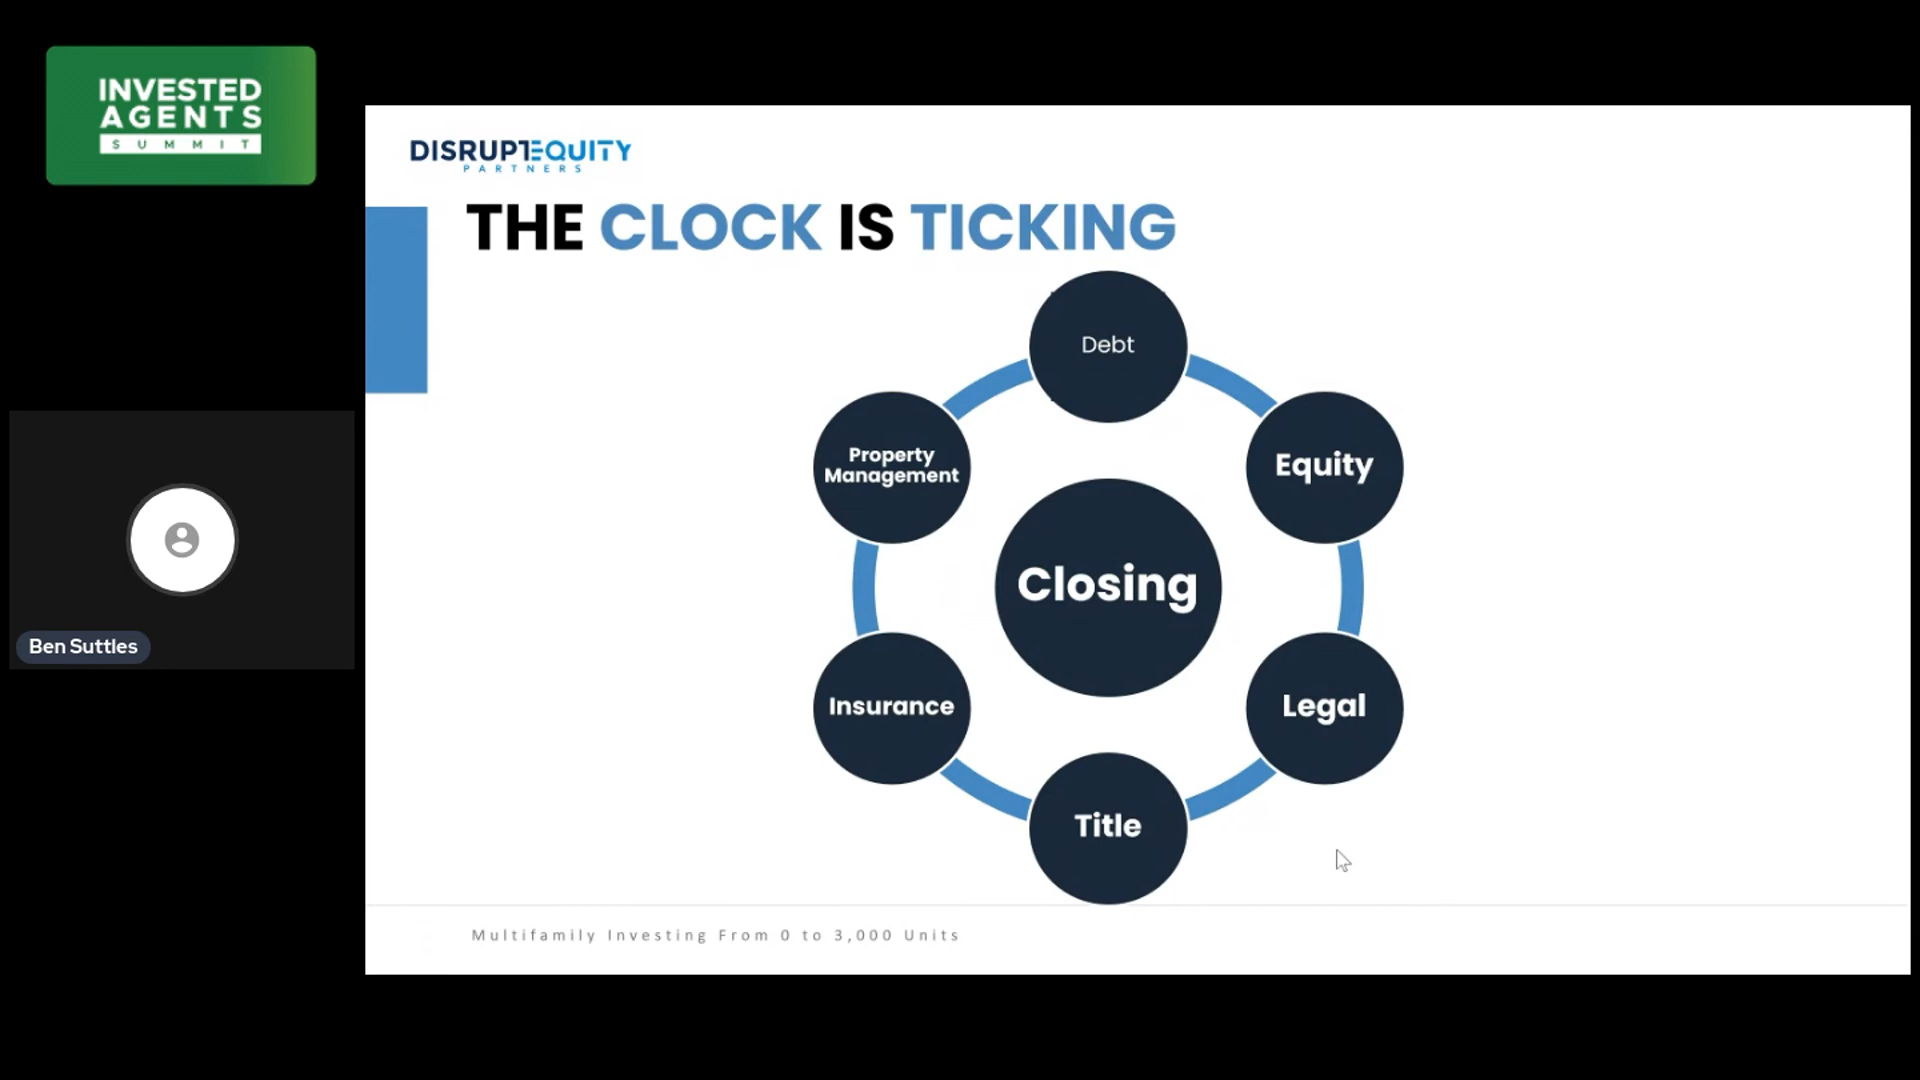 INVESTED
AGENTS
SUMMIT
DISRUPTEQUITY
PARTNERS
THE CLOCK IS TICKING
Debt
Property
Management
Equity
Closing
Insurance
Legal
Title
Ben Suttles
Multifamily Investing From 0 to 3,000 Units